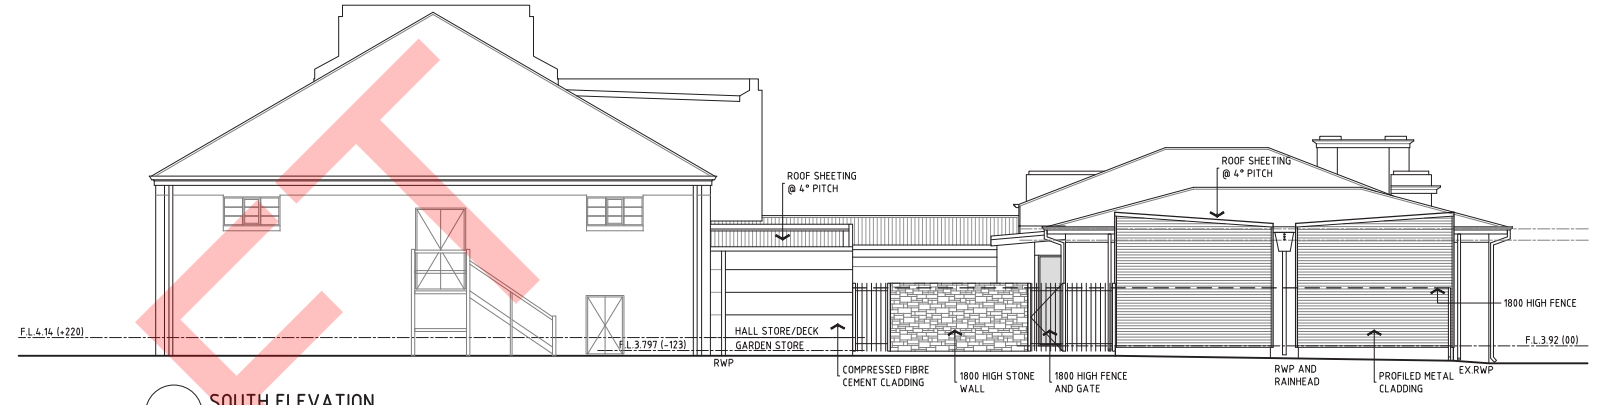 ROOF SHEETING
@ 4° PITCH
ROOF SHEETING
@ 4° PITCH
1800 HIGH FENCE
F.L.4.14 (+220)
HALL STORE/DECK
F.L.3.797 (-123)
GARDEN STORE
F.L.3.92 (00)
RWP
COMPRESSED FIBRE
CEMENT CLADDING
1800 HIGH STONE
WALL
1800 HIGH FENCE
AND GATE
RWP AND
RAINHEAD
PROFILED METAL
CLADDING
EX.RWP
SOUTH ELEVATION